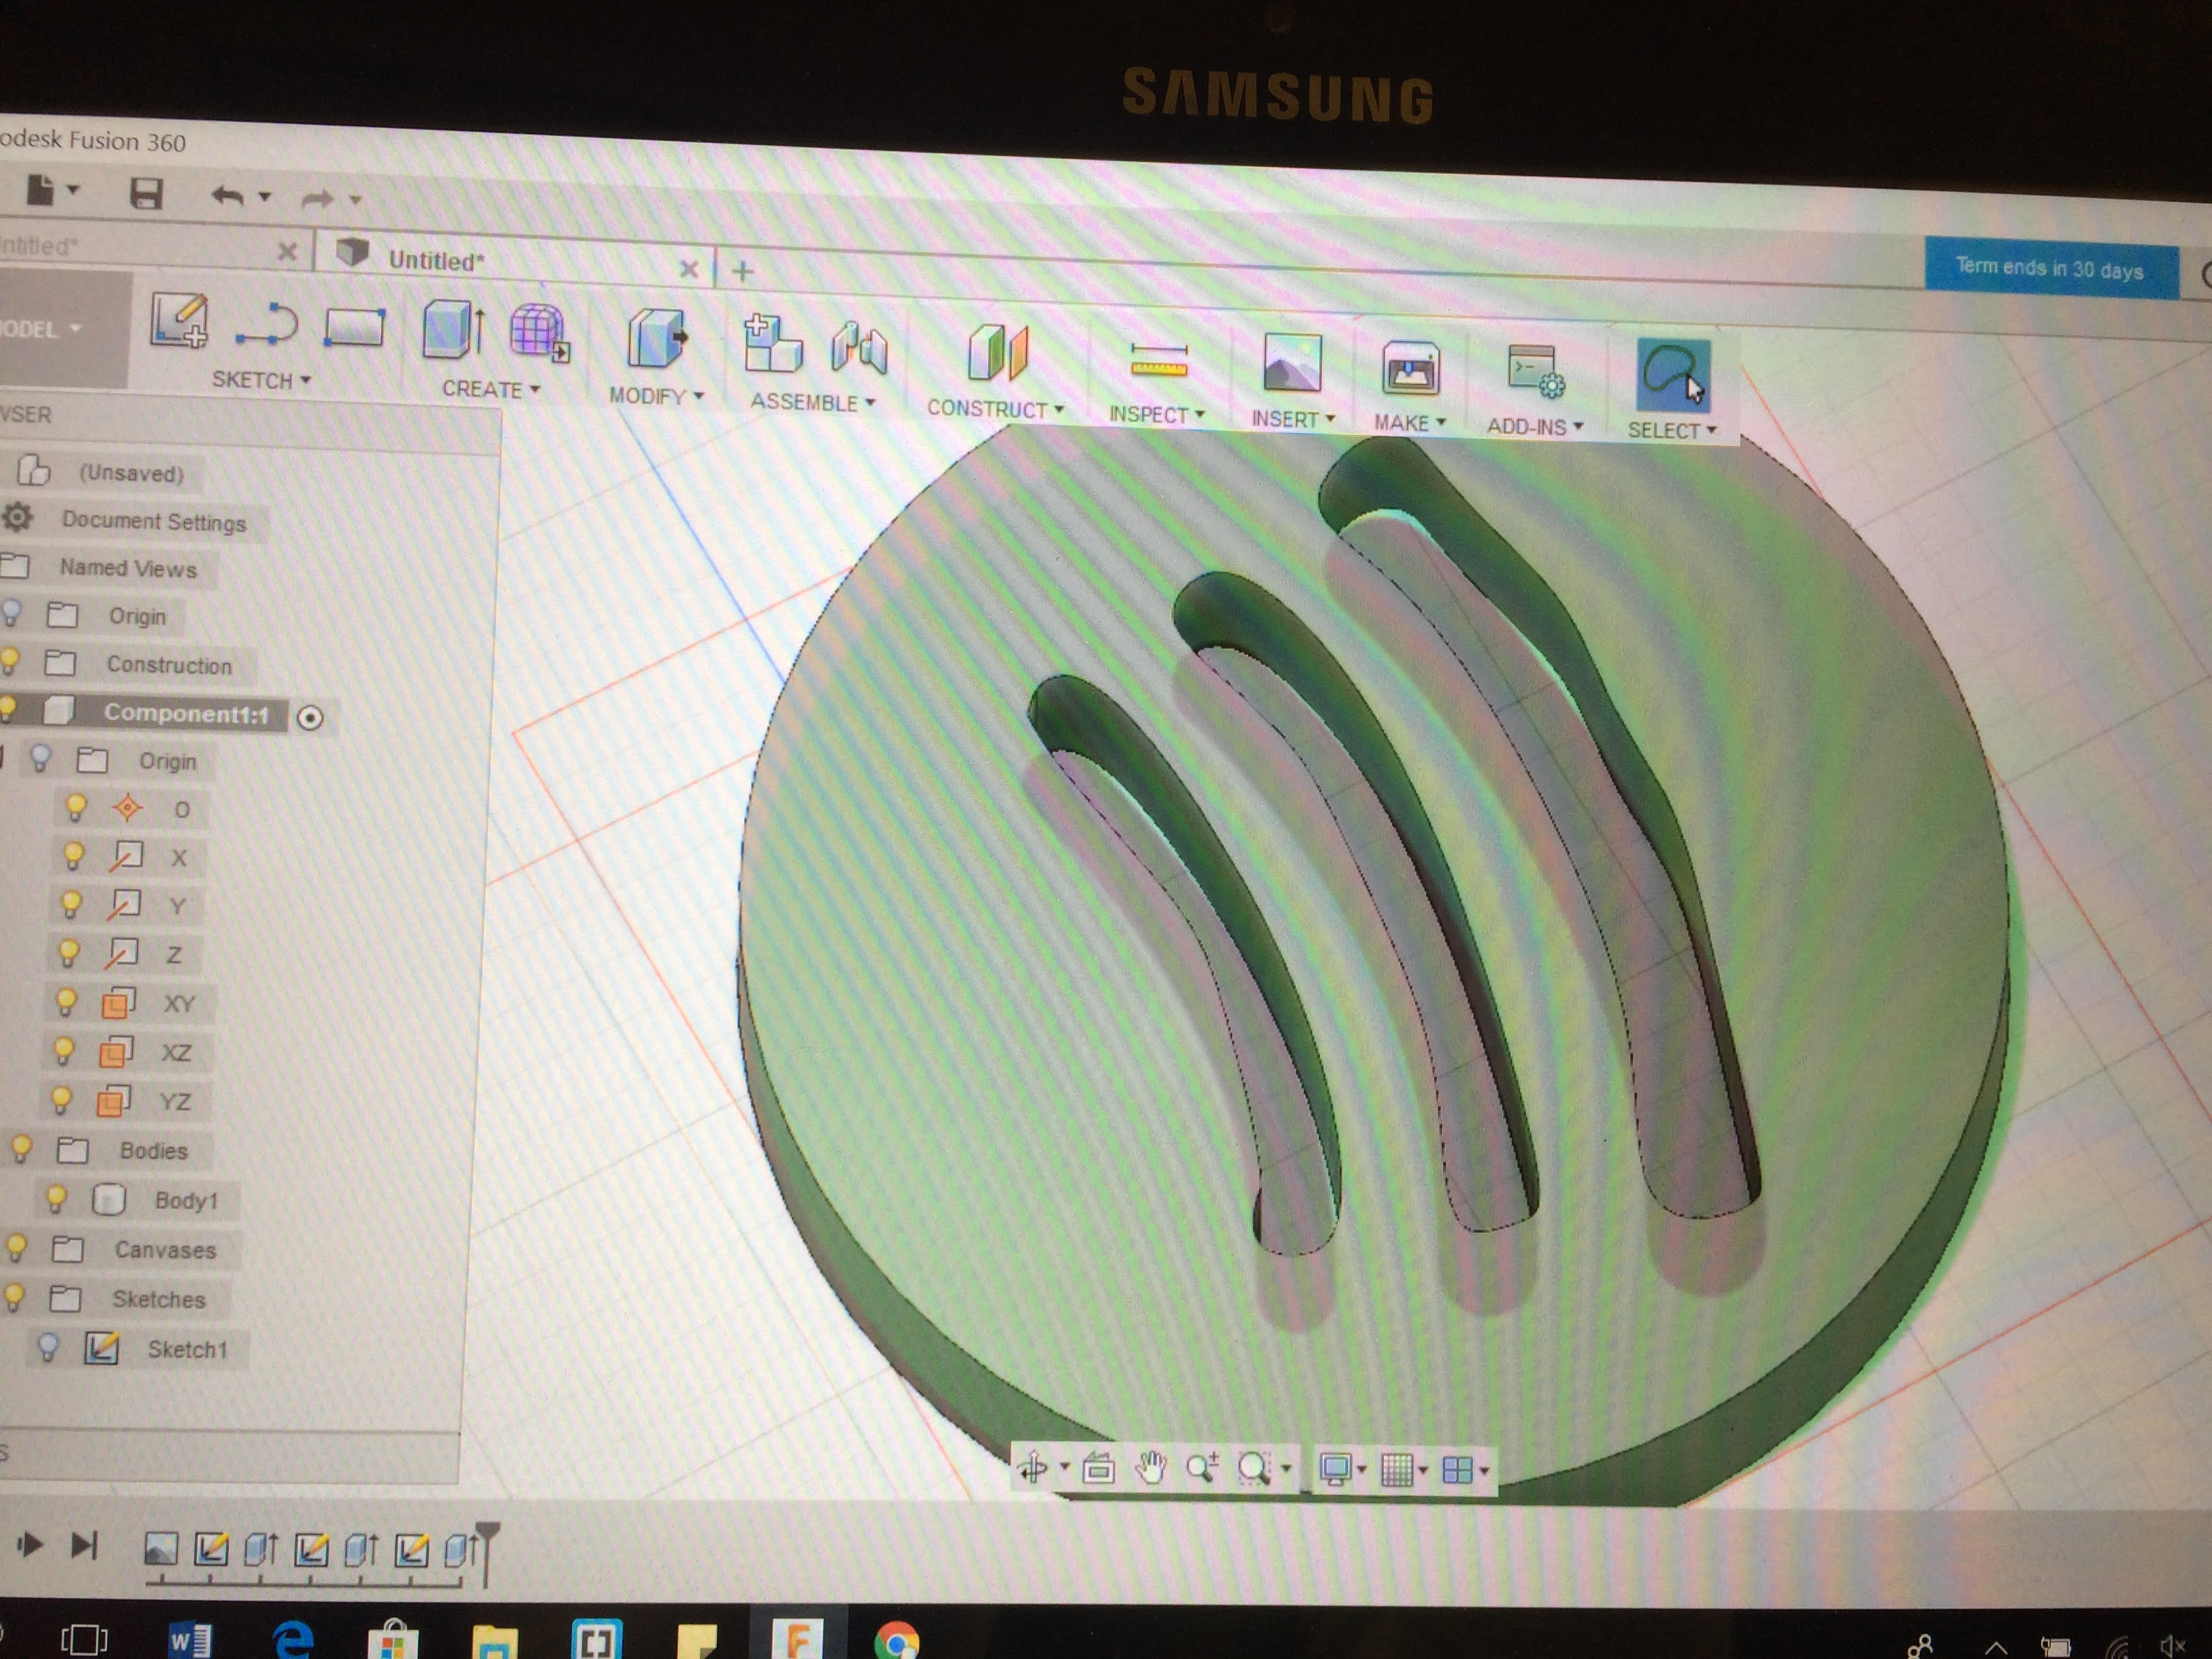 SAMSUNG
odesk Fusion 360
ntitled*
Untitled*
Term ends in 30 days
ODEL
SKETCH
CREATE
MODIFY
ASSEMBLE
CONSTRUCT
INSPECT
INSERT
MAKE
ADD-INS
SELECT
WSER
(Unsaved)
Document Settings
Named Views
Origin
Construction
Component1:1
Origin
O
X
Y
Z
XY
XZ
YZ
Bodies
Body1
Canvases
Sketches
Sketch1
S